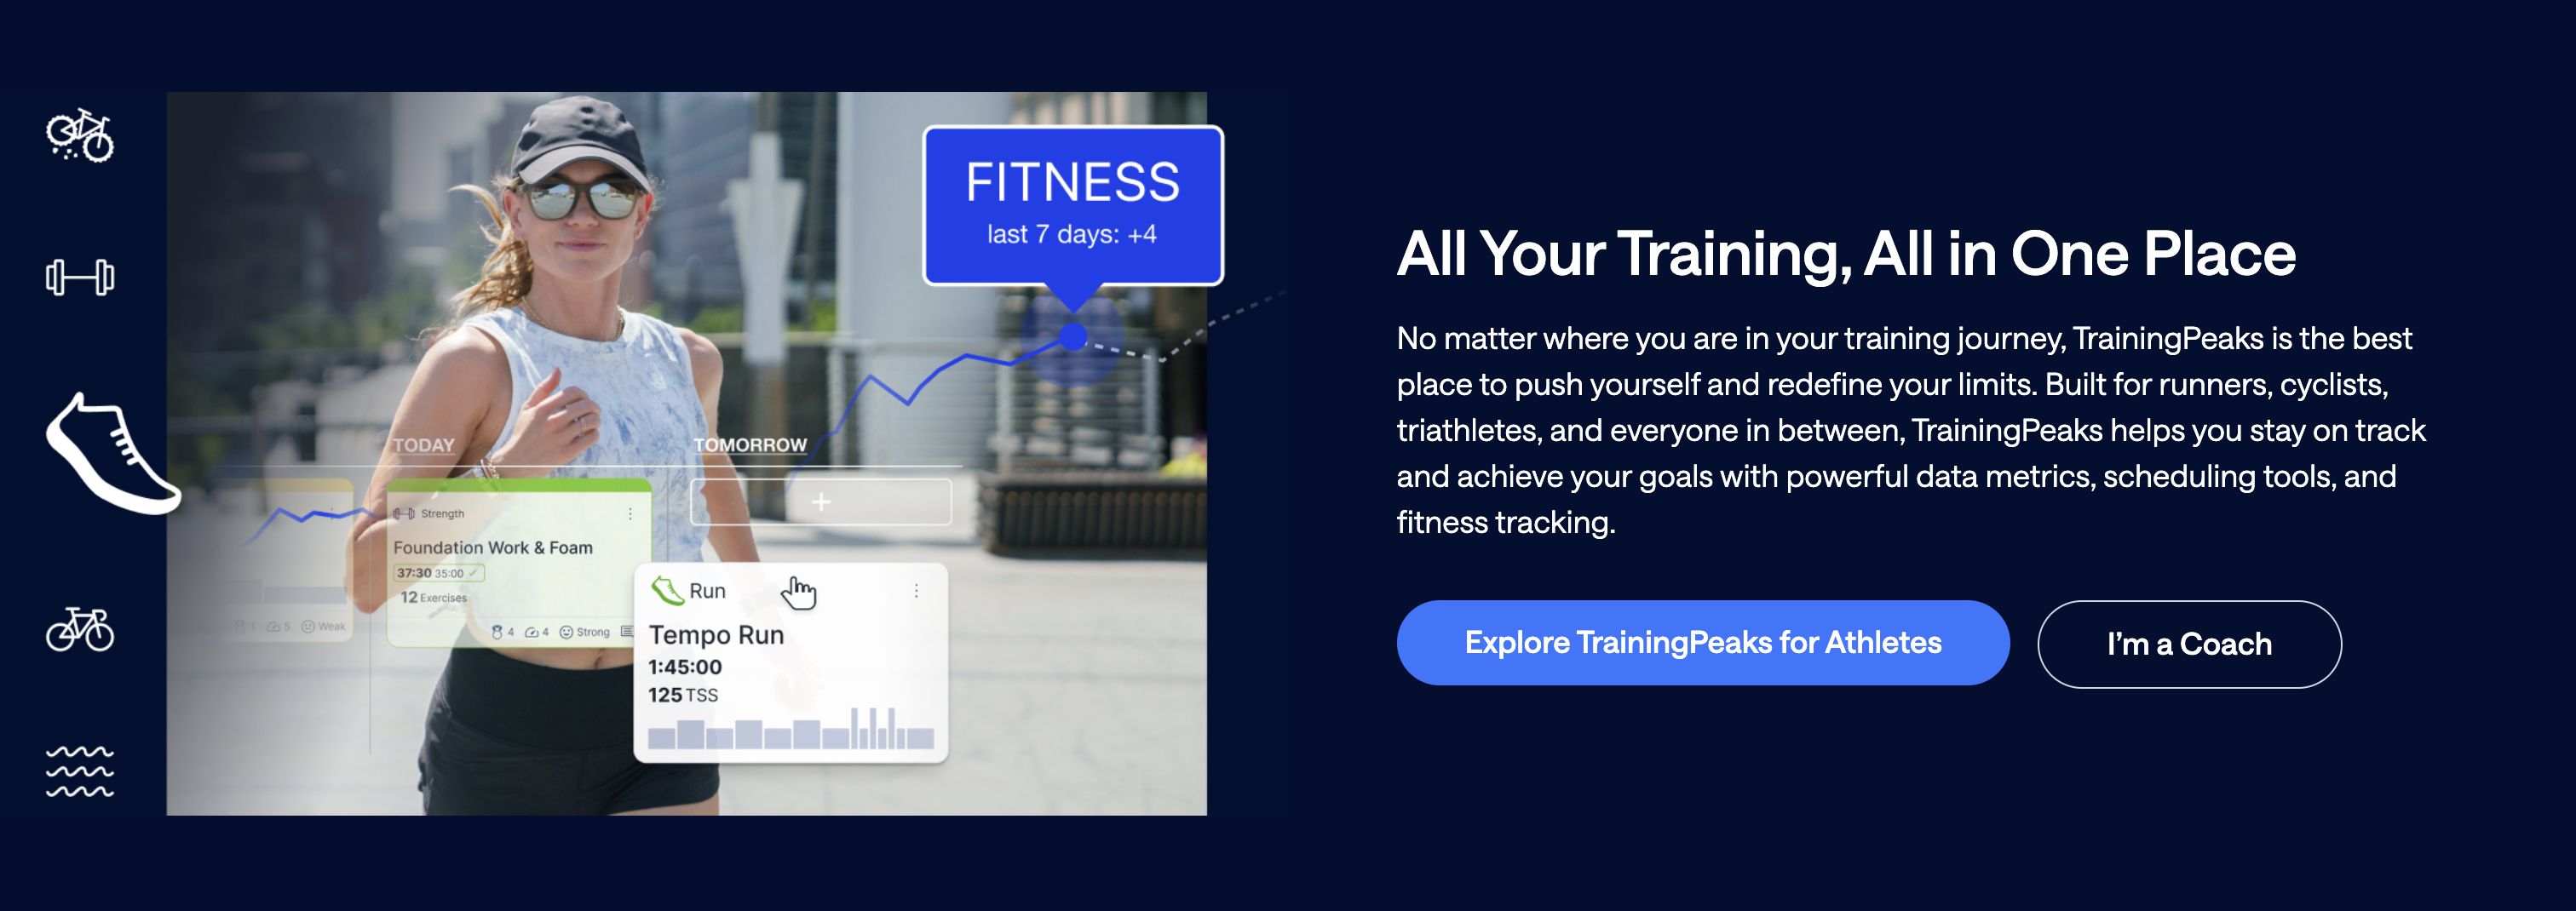 FITNESS
last 7 days: +4
TODAY
TOMORROW
+
Strength
Foundation Work & Foam
37:30 35:00 ✓
12 Exercises
4 4 Strong
1 5 Weak
Run
Tempo Run
1:45:00
125 TSS
All Your Training, All in One Place
No matter where you are in your training journey, TrainingPeaks is the best
place to push yourself and redefine your limits. Built for runners, cyclists,
triathletes, and everyone in between, TrainingPeaks helps you stay on track
and achieve your goals with powerful data metrics, scheduling tools, and
fitness tracking.
Explore TrainingPeaks for Athletes
I’m a Coach